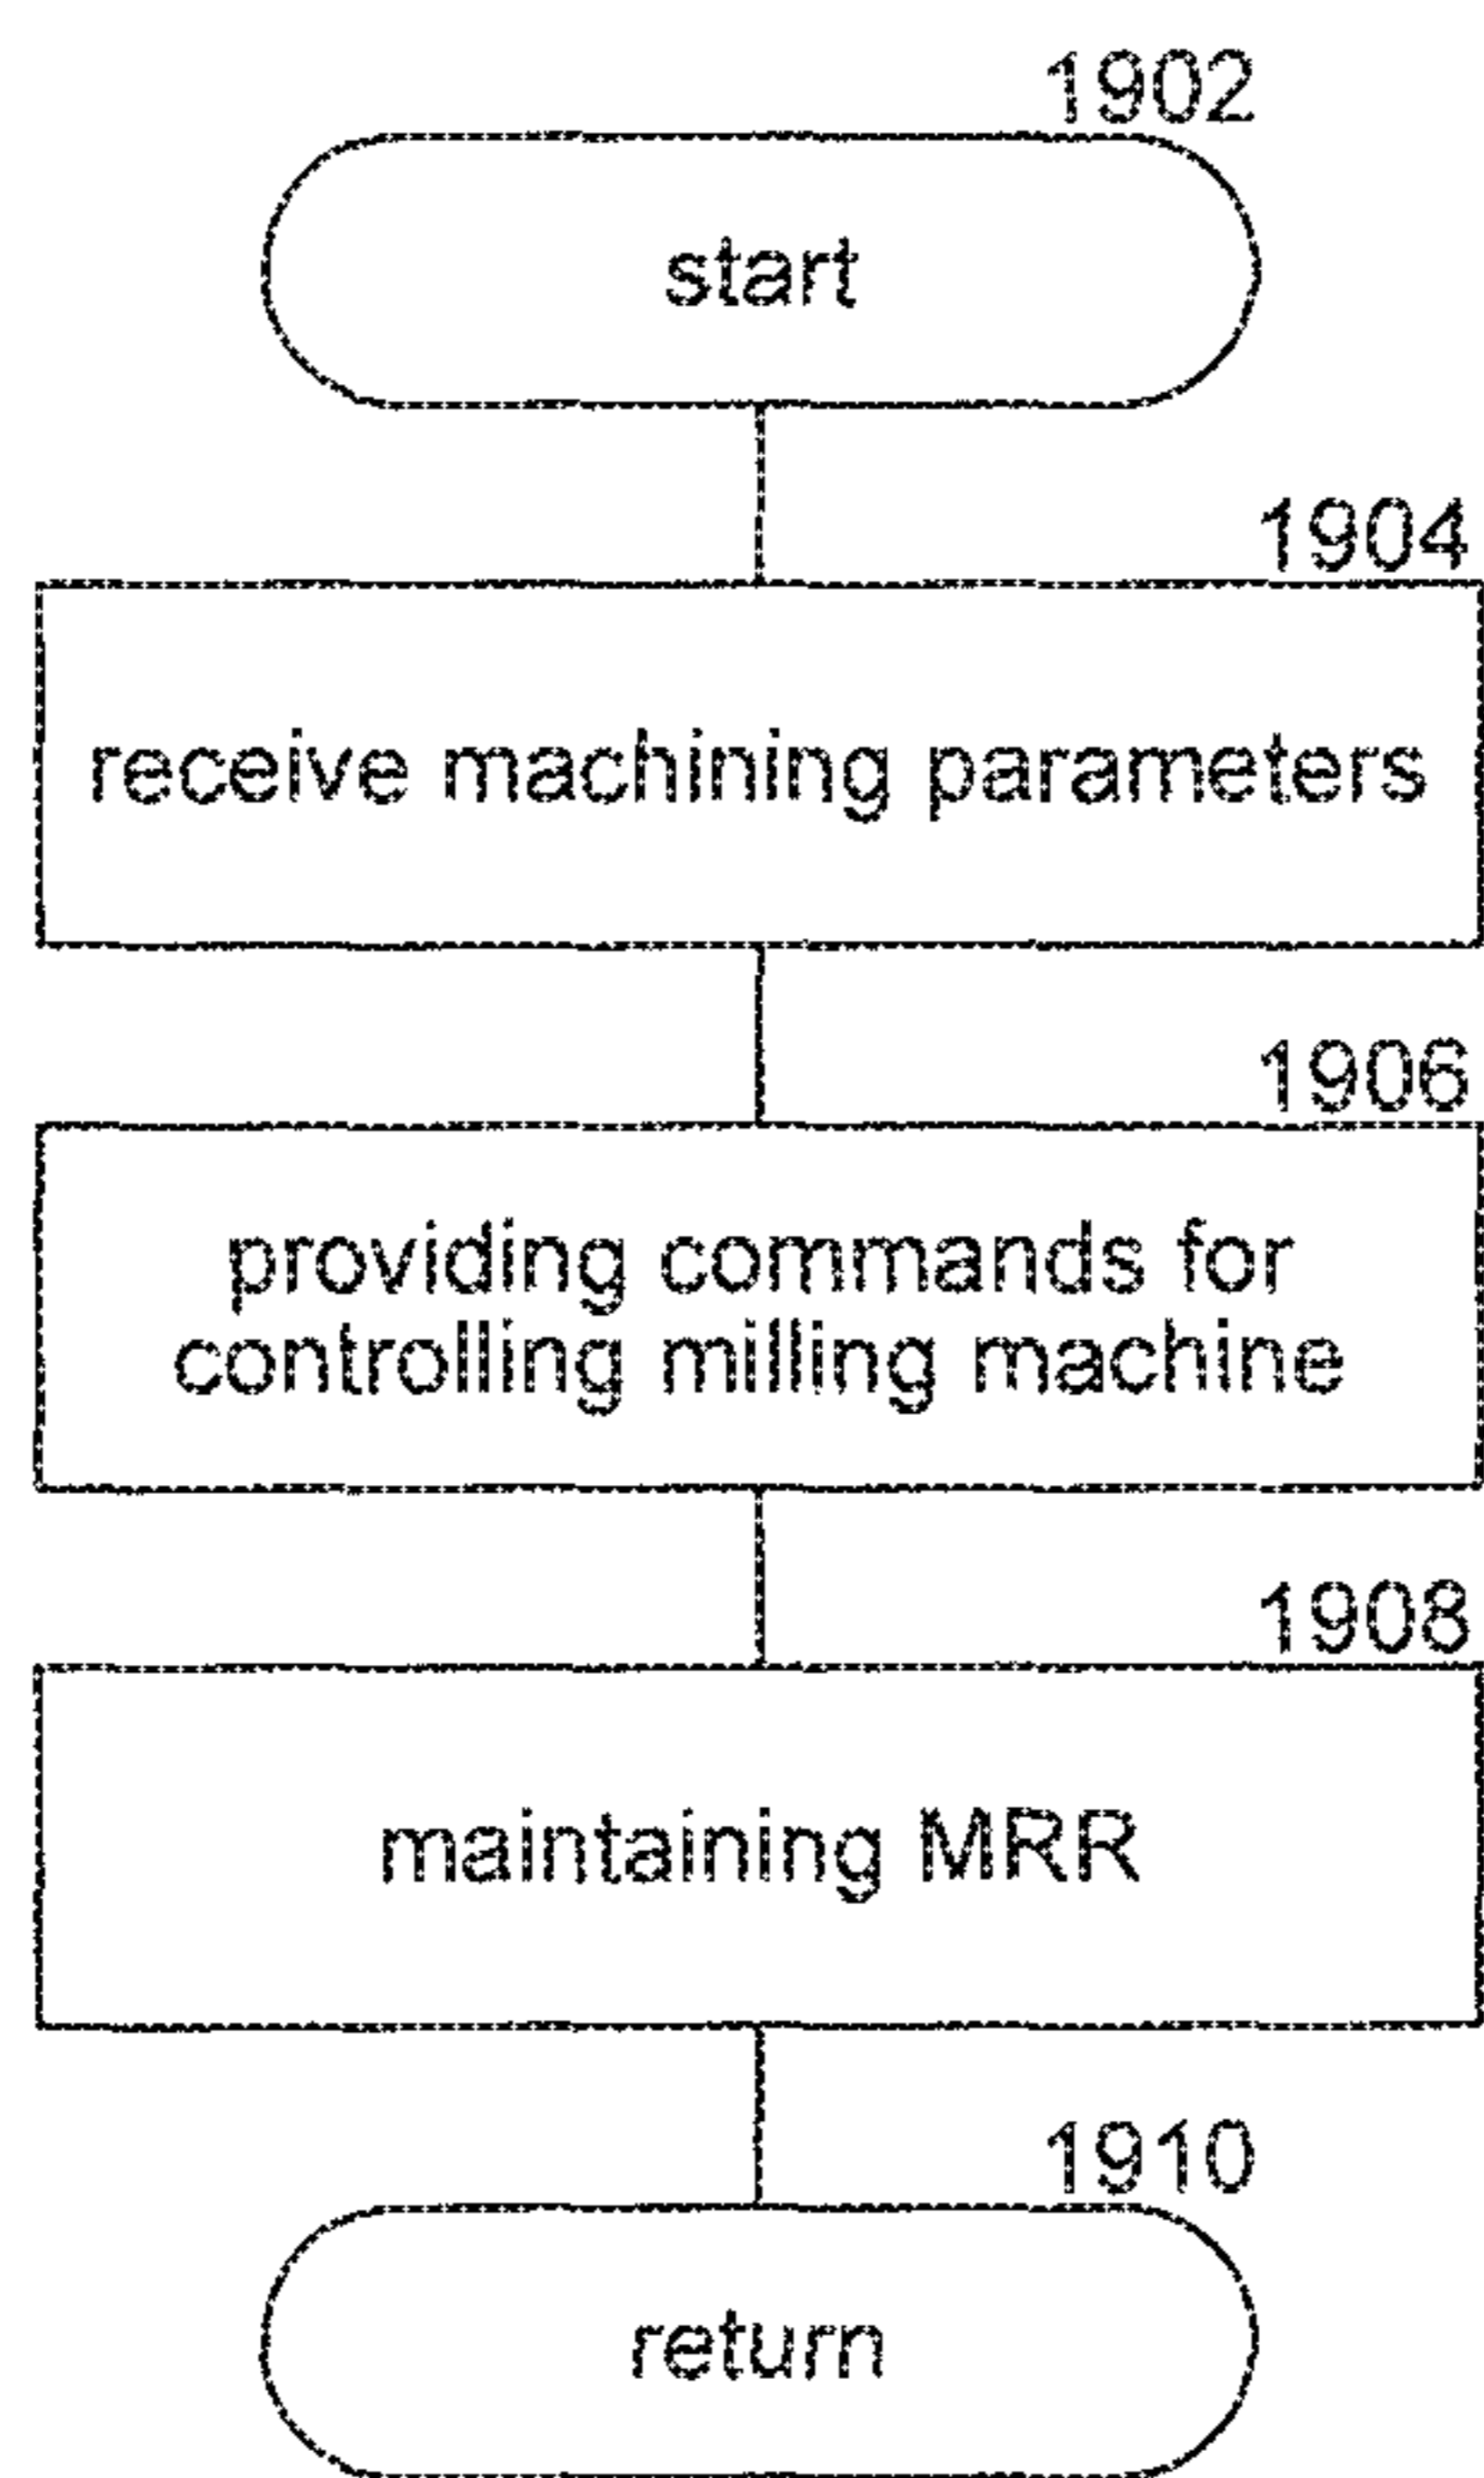 1902
start
1904
receive machining parameters
1906
providing commands for
controlling milling machine
1908
maintaining MRR
1910
return